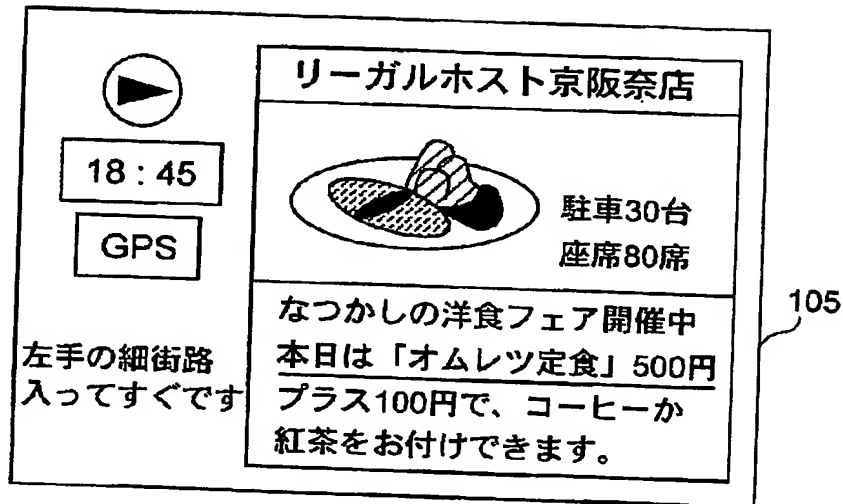 18:45
GPS
左手の細街路
入ってすぐです
リーガルホスト京阪奈店
駐車30台
座席80席
なつかしの洋食フェア開催中
本日は「オムレツ定食」500円
プラス100円で、コーヒーか
紅茶をお付けできます。
105